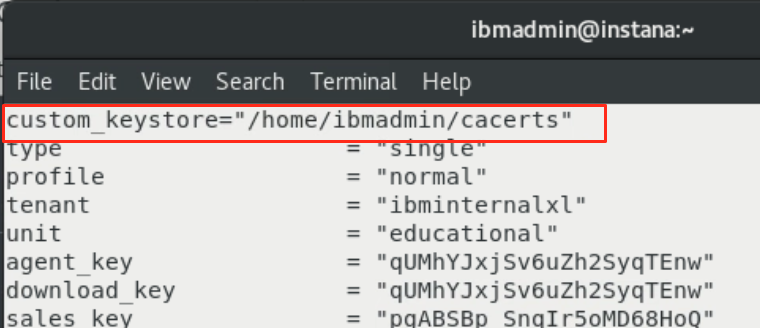 ibmadmin@instana:~
File Edit View Search Terminal Help
custom_keystore="/home/ibmadmin/cacerts"
type = "single"
profile = "normal"
tenant = "ibminternalxl"
unit = "educational"
agent_key = "qUMhYJxjSv6uZh2SyqTEnw"
download_key = "qUMhYJxjSv6uZh2SyqTEnw"
sales_key = "pqABSBp_SnqIr5oMD68HoQ"